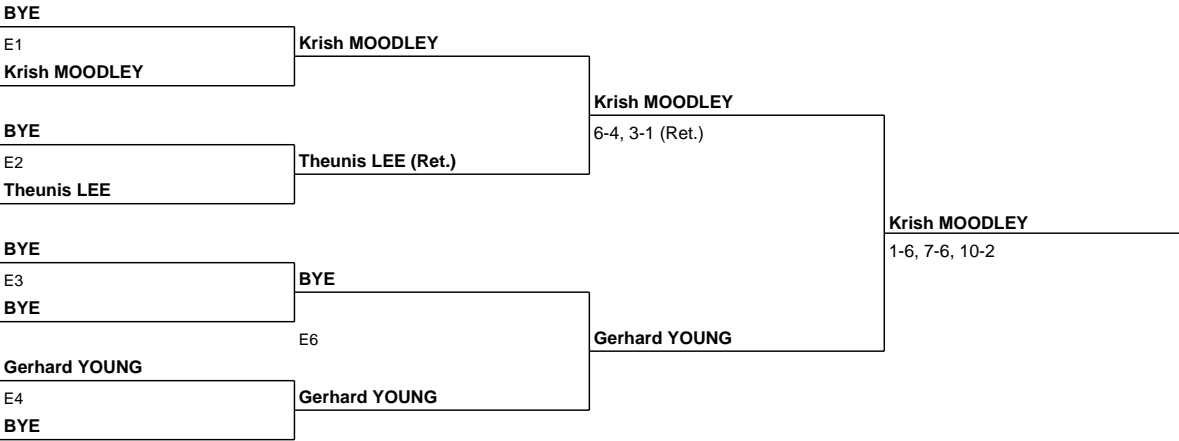 BYE
E1
Krish MOODLEY
Krish MOODLEY
BYE
E2
Theunis LEE
Theunis LEE (Ret.)
Krish MOODLEY
6-4, 3-1 (Ret.)
BYE
E3
BYE
BYE
E6
Gerhard YOUNG
E4
BYE
Gerhard YOUNG
Gerhard YOUNG
Krish MOODLEY
1-6, 7-6, 10-2